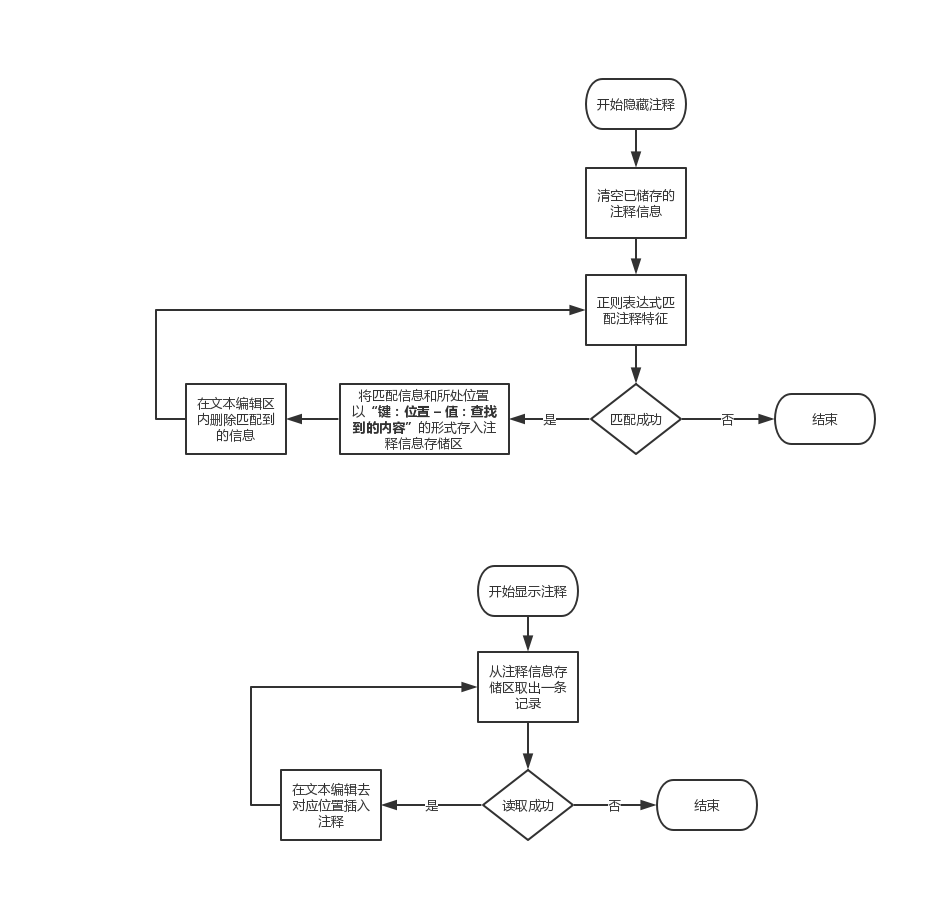 开始隐藏注释
清空已储存的
注释信息
正则表达式匹
配注释特征
在文本编辑区
内删除匹配到
的信息
将匹配信息和所处位置
以“键：位置 – 值：查找
到的内容”的形式存入注
释信息存储区
是
匹配成功
否
结束
开始显示注释
从注释信息存
储区取出一条
记录
在文本编辑去
对应位置插入
注释
是
读取成功
否
结束